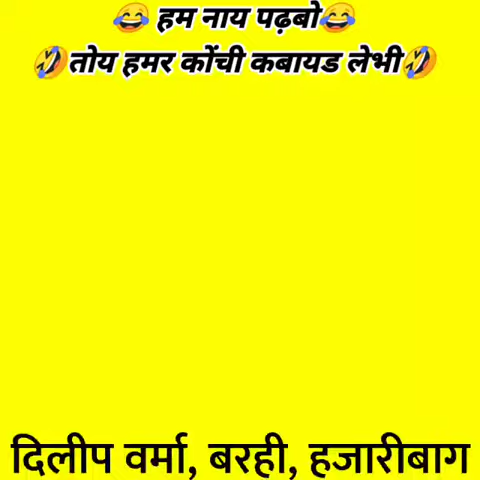 😂 हम नाय पढ़बो😂
🤣तोय हमर कोंची कबायड लेभी🤣
दिलीप वर्मा, बरही, हजारीबाग